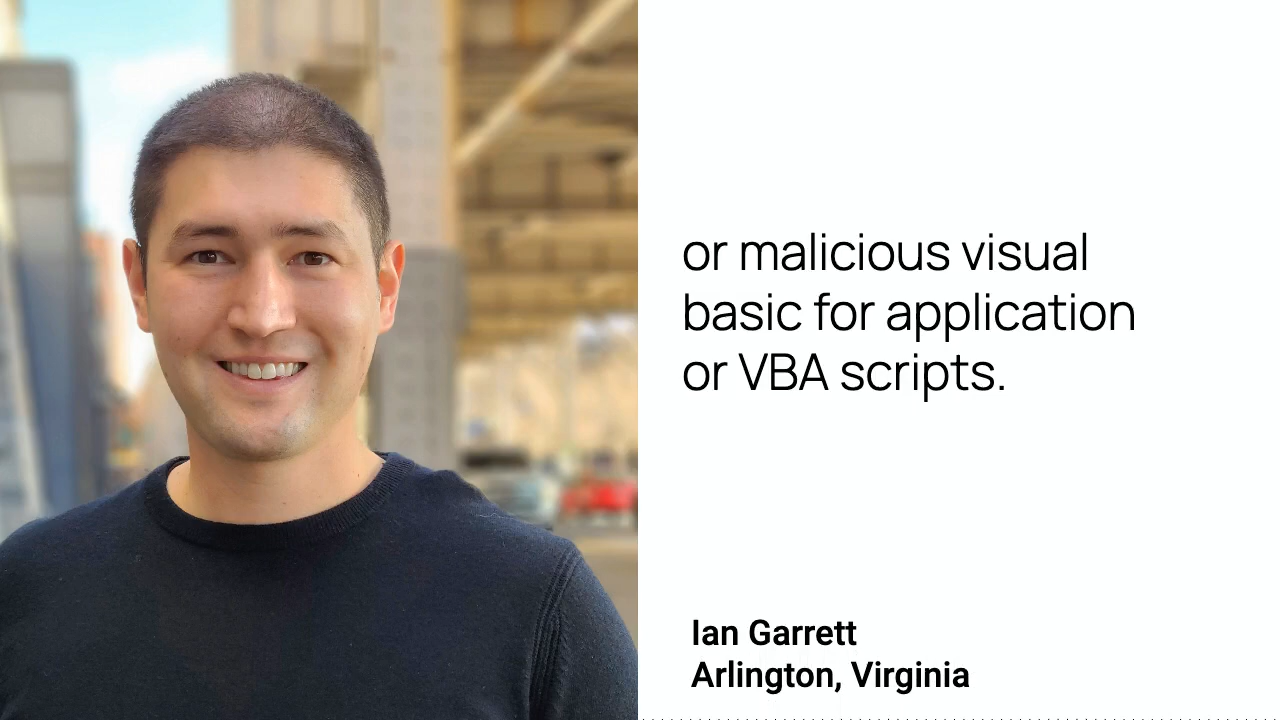 or malicious visual
basic for application
or VBA scripts.
Ian Garrett
Arlington, Virginia